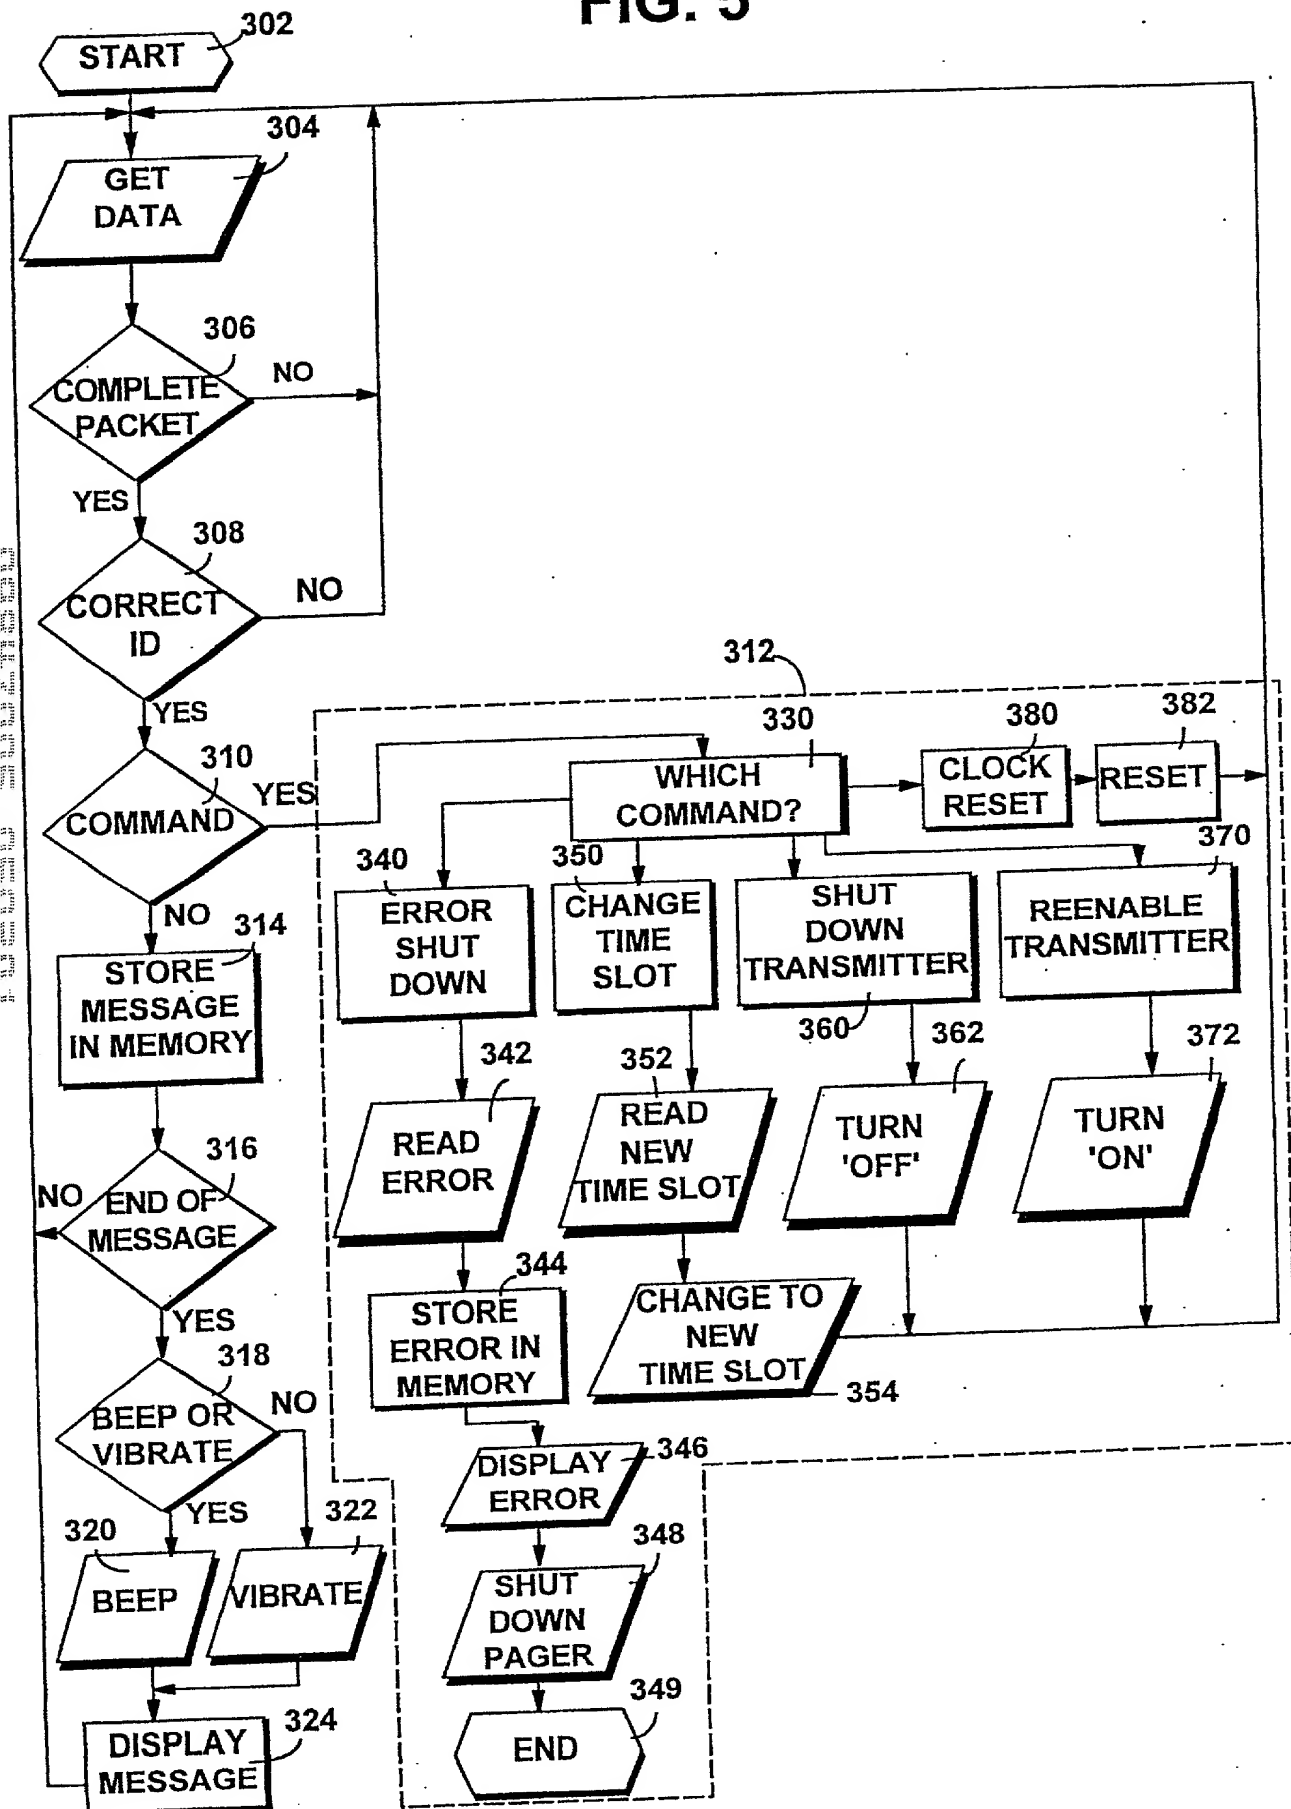 FIG. 5
302
START
304
GET
DATA
306
COMPLETE
PACKET
NO
YES
308
CORRECT
ID
NO
YES
310
COMMAND
YES
NO
314
STORE
MESSAGE
IN MEMORY
316
END OF
MESSAGE
NO
YES
318
BEEP OR
VIBRATE
NO
YES
320
BEEP
322
VIBRATE
324
DISPLAY
MESSAGE
312
330
WHICH
COMMAND?
380
CLOCK
RESET
382
RESET
340
ERROR
SHUT
DOWN
350
CHANGE
TIME
SLOT
SHUT
DOWN
TRANSMITTER
360
370
REENABLE
TRANSMITTER
342
READ
ERROR
352
READ
NEW
TIME SLOT
362
TURN
'OFF'
372
TURN
'ON'
344
STORE
ERROR IN
MEMORY
CHANGE TO
NEW
TIME SLOT
354
346
DISPLAY
ERROR
348
SHUT
DOWN
PAGER
349
END